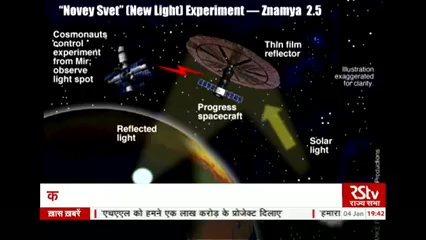 “Novey Svet” (New Light) Experiment — Znamya 2.5
Cosmonauts
control
experiment
from Mir;
observe
light spot
Thin film
reflector
Illustration
exaggerated
for clarity.
Progress
spacecraft
Reflected
light
Solar
light
क
RSTV
राज्य सभा
ख़ास ख़बरें
'एचएएल को हमने एक लाख करोड़ के प्रोजेक्ट दिलाए'
'हमारा
04 Jan
19:42